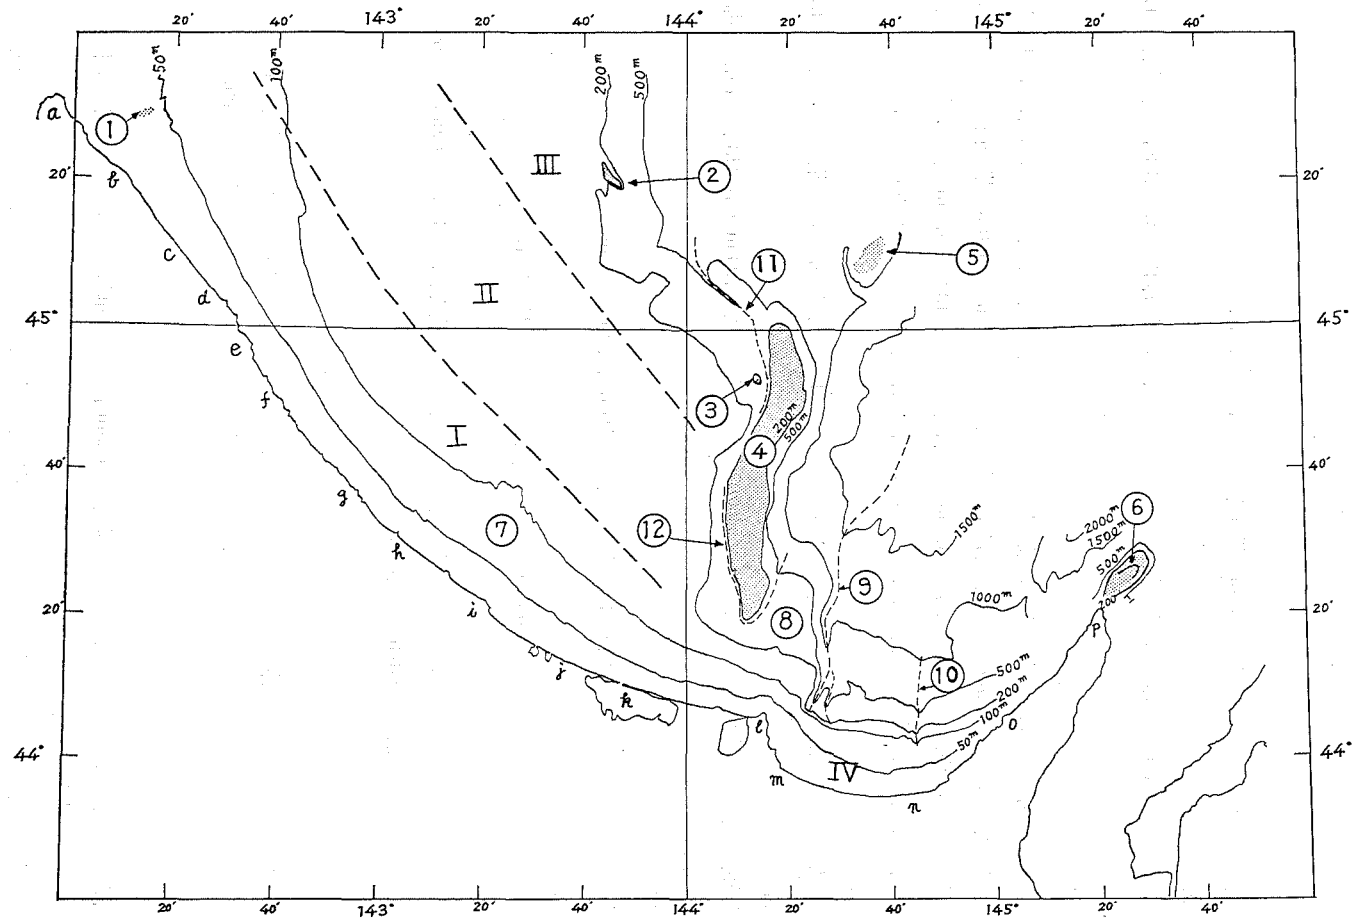 20' 40' 143° 20' 40' 144° 20' 40' 145° 20' 40'
50m 100m 200m 500m
a ①
b
20' III ② 20'
c ⑪ ⑤
d II
45° 45°
e
f ③
I 200m
500m
④
40' 40'
g ⑦ ⑫ 1500m 2000m
1500m
⑥
h 500m
⑨
i 1000m 200
20' ⑧ P 20'
j ⑩ 500m
k 200m
l 100m O
44° 50m 44°
m IV n
20' 40' 143° 20' 40' 144° 20' 40' 145° 20' 40'